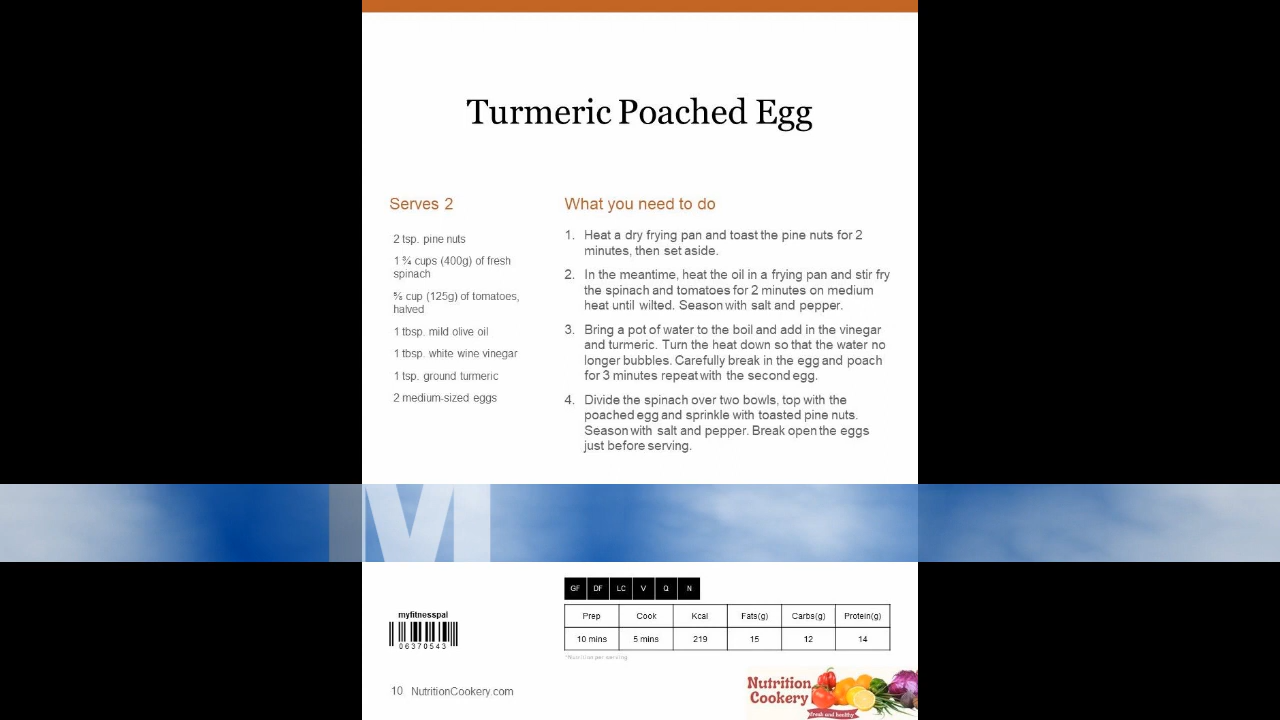 Turmeric Poached Egg
Serves 2
2 tsp. pine nuts
1 ¾ cups (400g) of fresh
spinach
⅝ cup (125g) of tomatoes,
halved
1 tbsp. mild olive oil
1 tbsp. white wine vinegar
1 tsp. ground turmeric
2 medium-sized eggs
What you need to do
1. Heat a dry frying pan and toast the pine nuts for 2
minutes, then set aside.
2. In the meantime, heat the oil in a frying pan and stir fry
the spinach and tomatoes for 2 minutes on medium
heat until wilted. Season with salt and pepper.
3. Bring a pot of water to the boil and add in the vinegar
and turmeric. Turn the heat down so that the water no
longer bubbles. Carefully break in the egg and poach
for 3 minutes repeat with the second egg.
4. Divide the spinach over two bowls, top with the
poached egg and sprinkle with toasted pine nuts.
Season with salt and pepper. Break open the eggs
just before serving.
M
GF DF LC V Q N
Prep Cook Kcal Fats(g) Carbs(g) Protein(g)
10 mins 5 mins 219 15 12 14
*Nutrition per serving
myfitnesspal
06370543
10 NutritionCookery.com
Nutrition
Cookery
fresh and healthy